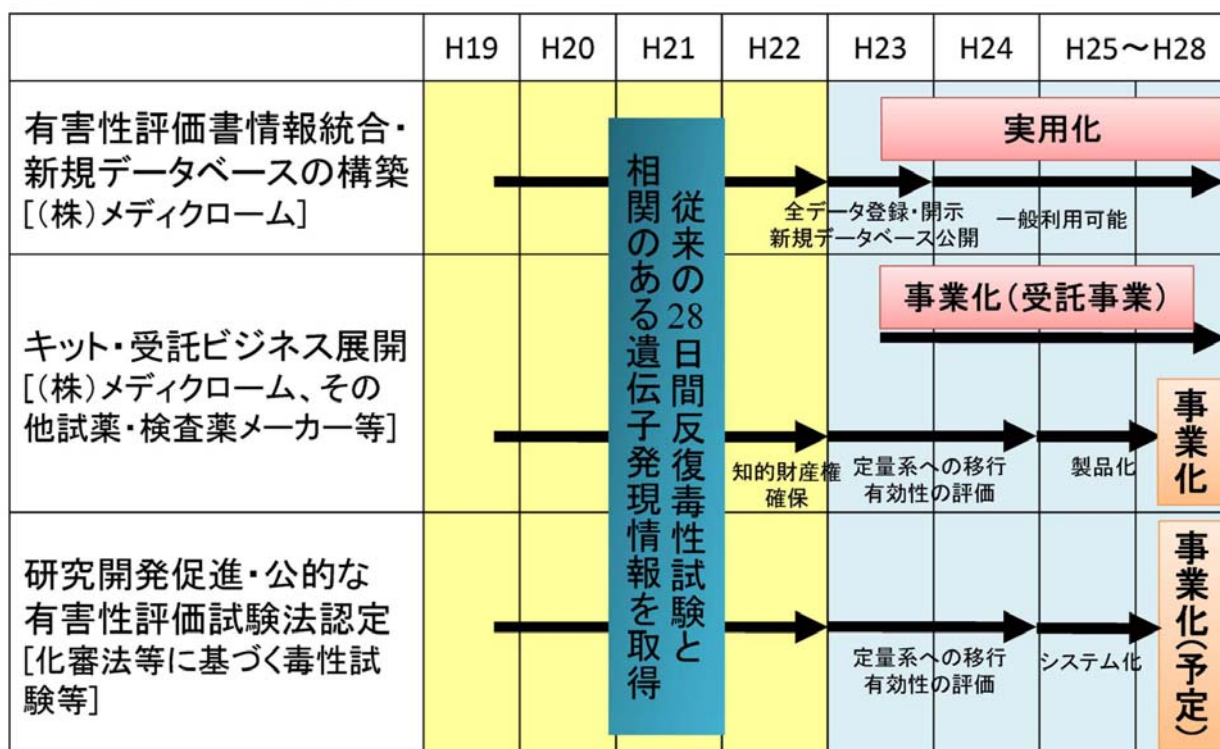 H19 H20 H21 H22 H23 H24 H25～H28
有害性評価書情報統合・
新規データベースの構築
[(株)メディクローム]
実用化
全データ登録・開示
新規データベース公開
一般利用可能
従来の28日間反復毒性試験と
相関のある遺伝子発現情報を取得
キット・受託ビジネス展開
[(株)メディクローム、その
他試薬・検査薬メーカー等]
事業化(受託事業)
知的財産権
確保
定量系への移行
有効性の評価
製品化
事業化
研究開発促進・公的な
有害性評価試験法認定
[化審法等に基づく毒性試
験等]
定量系への移行
有効性の評価
システム化
事業化(予定)